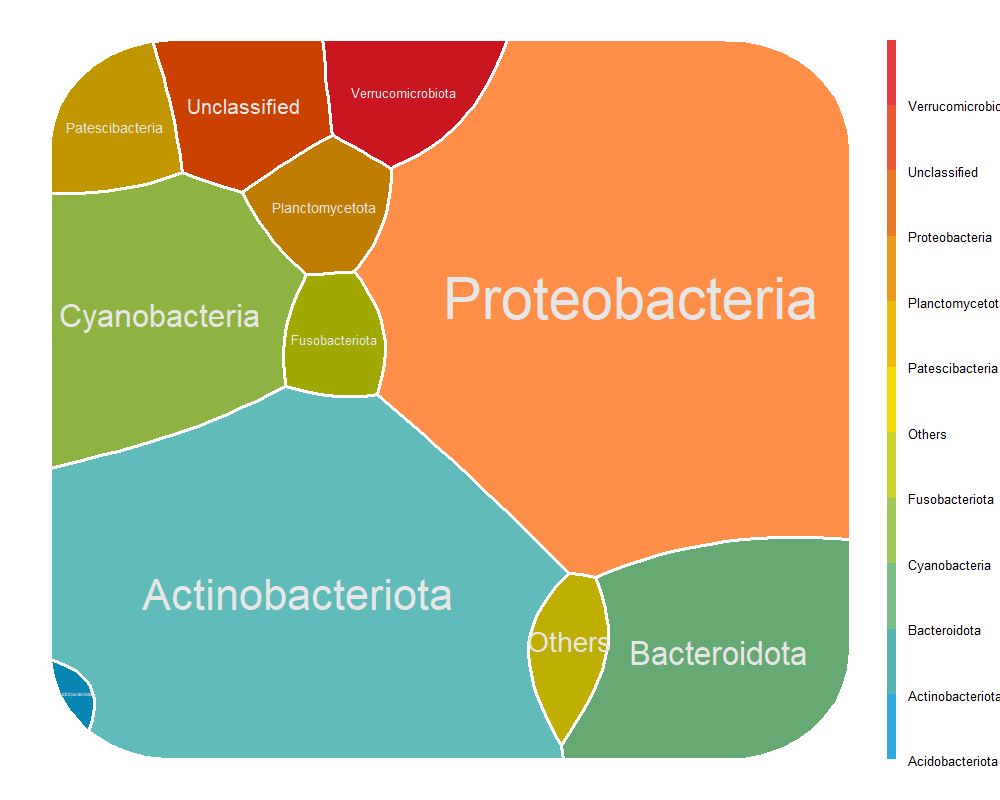 Unclassified
Verrucomicrobiota
Patescibacteria
Planctomycetota
Cyanobacteria
Proteobacteria
Fusobacteriota
Actinobacteriota
Others
Bacteroidota
Verrucomicrobio
Unclassified
Proteobacteria
Planctomycetot
Patescibacteria
Others
Fusobacteriota
Cyanobacteria
Bacteroidota
Actinobacteriota
Acidobacteriota